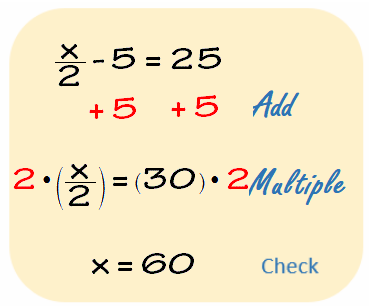 x/2 - 5 = 25
+ 5 + 5 Add
2 • (x/2) = (30) • 2 Multiple
x = 60 Check